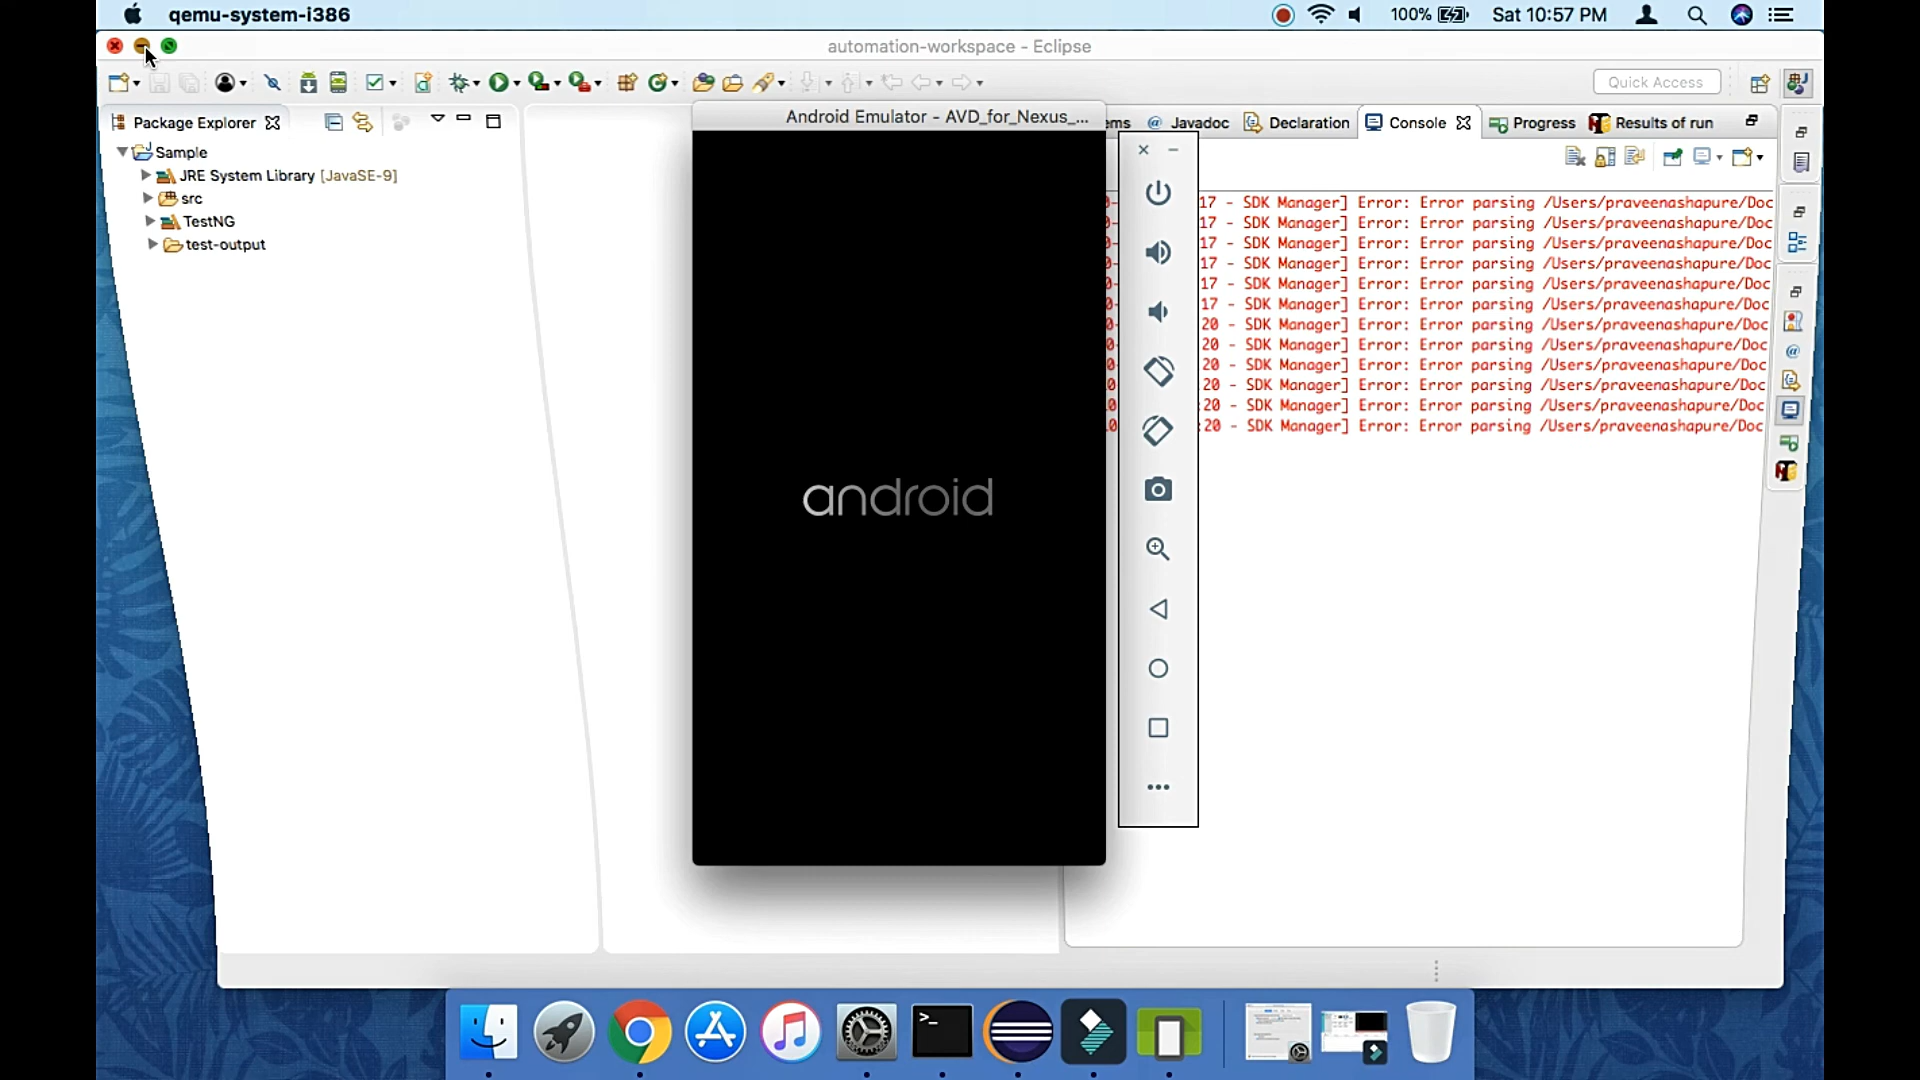 qemu-system-i386
100%
Sat 10:57 PM
automation-workspace - Eclipse
Quick Access
Package Explorer
Android Emulator - AVD_for_Nexus_...
ems
@ Javadoc
Declaration
Console
Progress
Results of run
Sample
JRE System Library [JavaSE-9]
src
TestNG
test-output
android
17 - SDK Manager] Error: Error parsing /Users/praveenashapure/Doc
17 - SDK Manager] Error: Error parsing /Users/praveenashapure/Doc
17 - SDK Manager] Error: Error parsing /Users/praveenashapure/Doc
17 - SDK Manager] Error: Error parsing /Users/praveenashapure/Doc
17 - SDK Manager] Error: Error parsing /Users/praveenashapure/Doc
17 - SDK Manager] Error: Error parsing /Users/praveenashapure/Doc
20 - SDK Manager] Error: Error parsing /Users/praveenashapure/Doc
20 - SDK Manager] Error: Error parsing /Users/praveenashapure/Doc
20 - SDK Manager] Error: Error parsing /Users/praveenashapure/Doc
20 - SDK Manager] Error: Error parsing /Users/praveenashapure/Doc
:20 - SDK Manager] Error: Error parsing /Users/praveenashapure/Doc
:20 - SDK Manager] Error: Error parsing /Users/praveenashapure/Doc